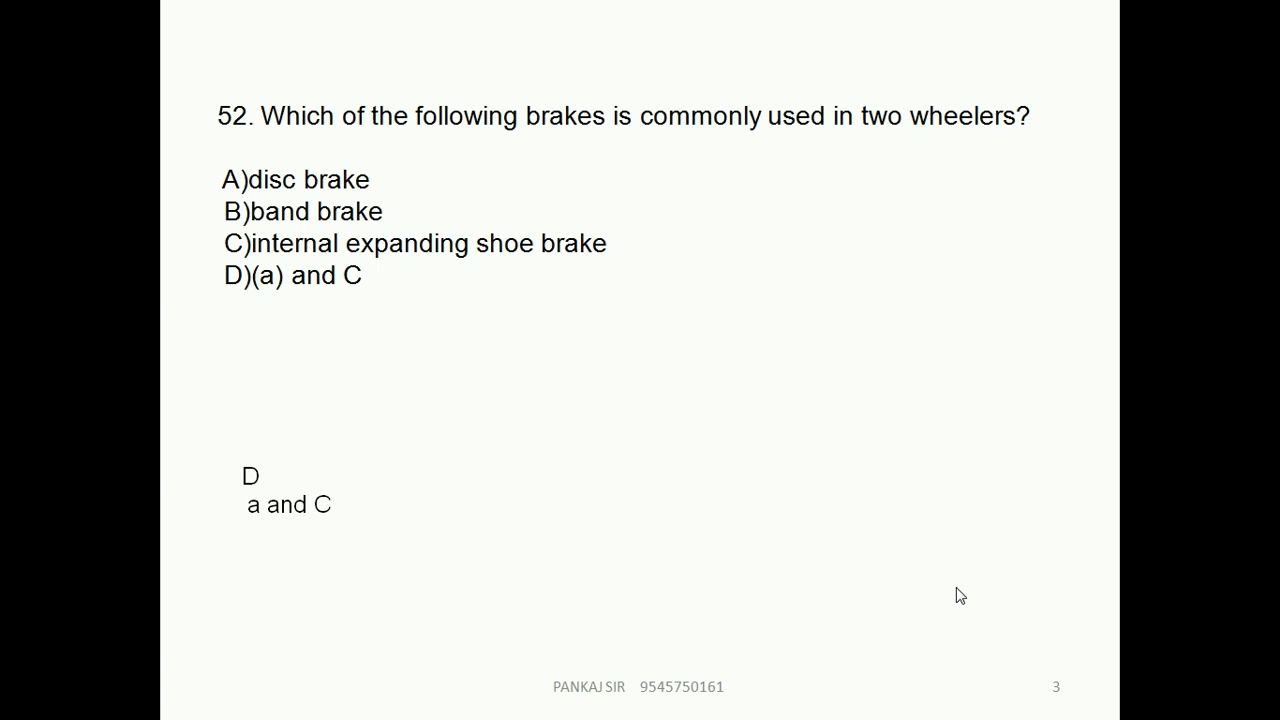 52. Which of the following brakes is commonly used in two wheelers?
A)disc brake
B)band brake
C)internal expanding shoe brake
D)(a) and C
D
a and C
PANKAJ SIR 9545750161
3